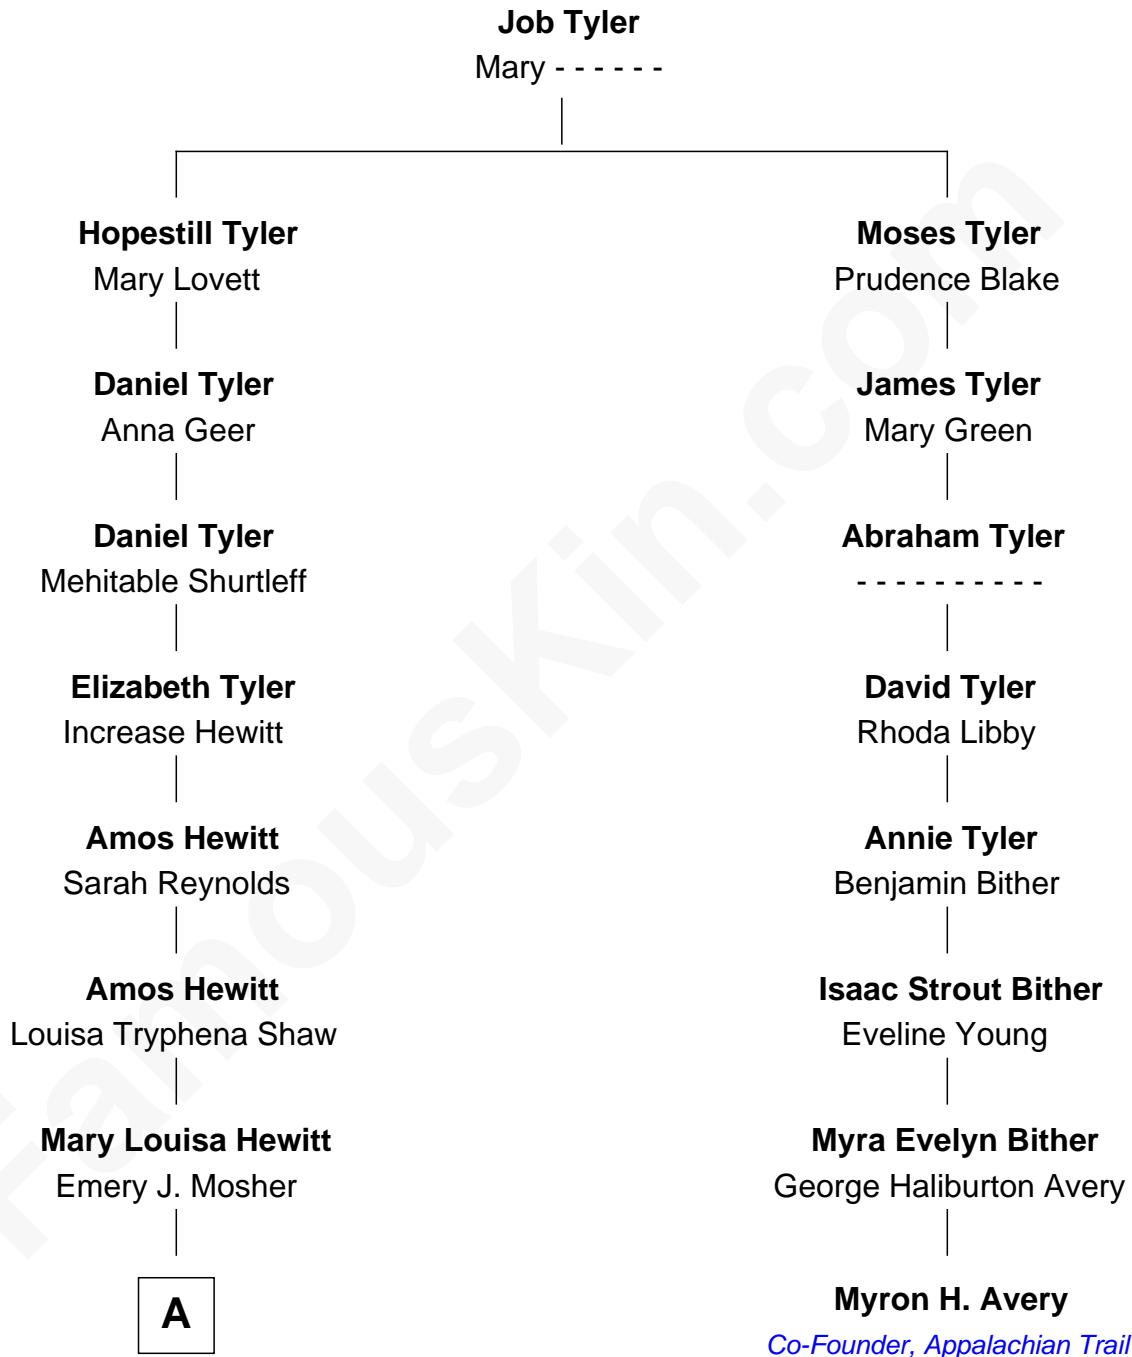 Job Tyler
Mary - - - - - -
Hopestill Tyler
Mary Lovett
Daniel Tyler
Anna Geer
Daniel Tyler
Mehitable Shurtleff
Elizabeth Tyler
Increase Hewitt
Amos Hewitt
Sarah Reynolds
Amos Hewitt
Louisa Tryphena Shaw
Mary Louisa Hewitt
Emery J. Mosher
A
Moses Tyler
Prudence Blake
James Tyler
Mary Green
Abraham Tyler
- - - - - - - - - -
David Tyler
Rhoda Libby
Annie Tyler
Benjamin Bither
Isaac Strout Bither
Eveline Young
Myra Evelyn Bither
George Haliburton Avery
Myron H. Avery
Co-Founder, Appalachian Trail
FamousKin.com